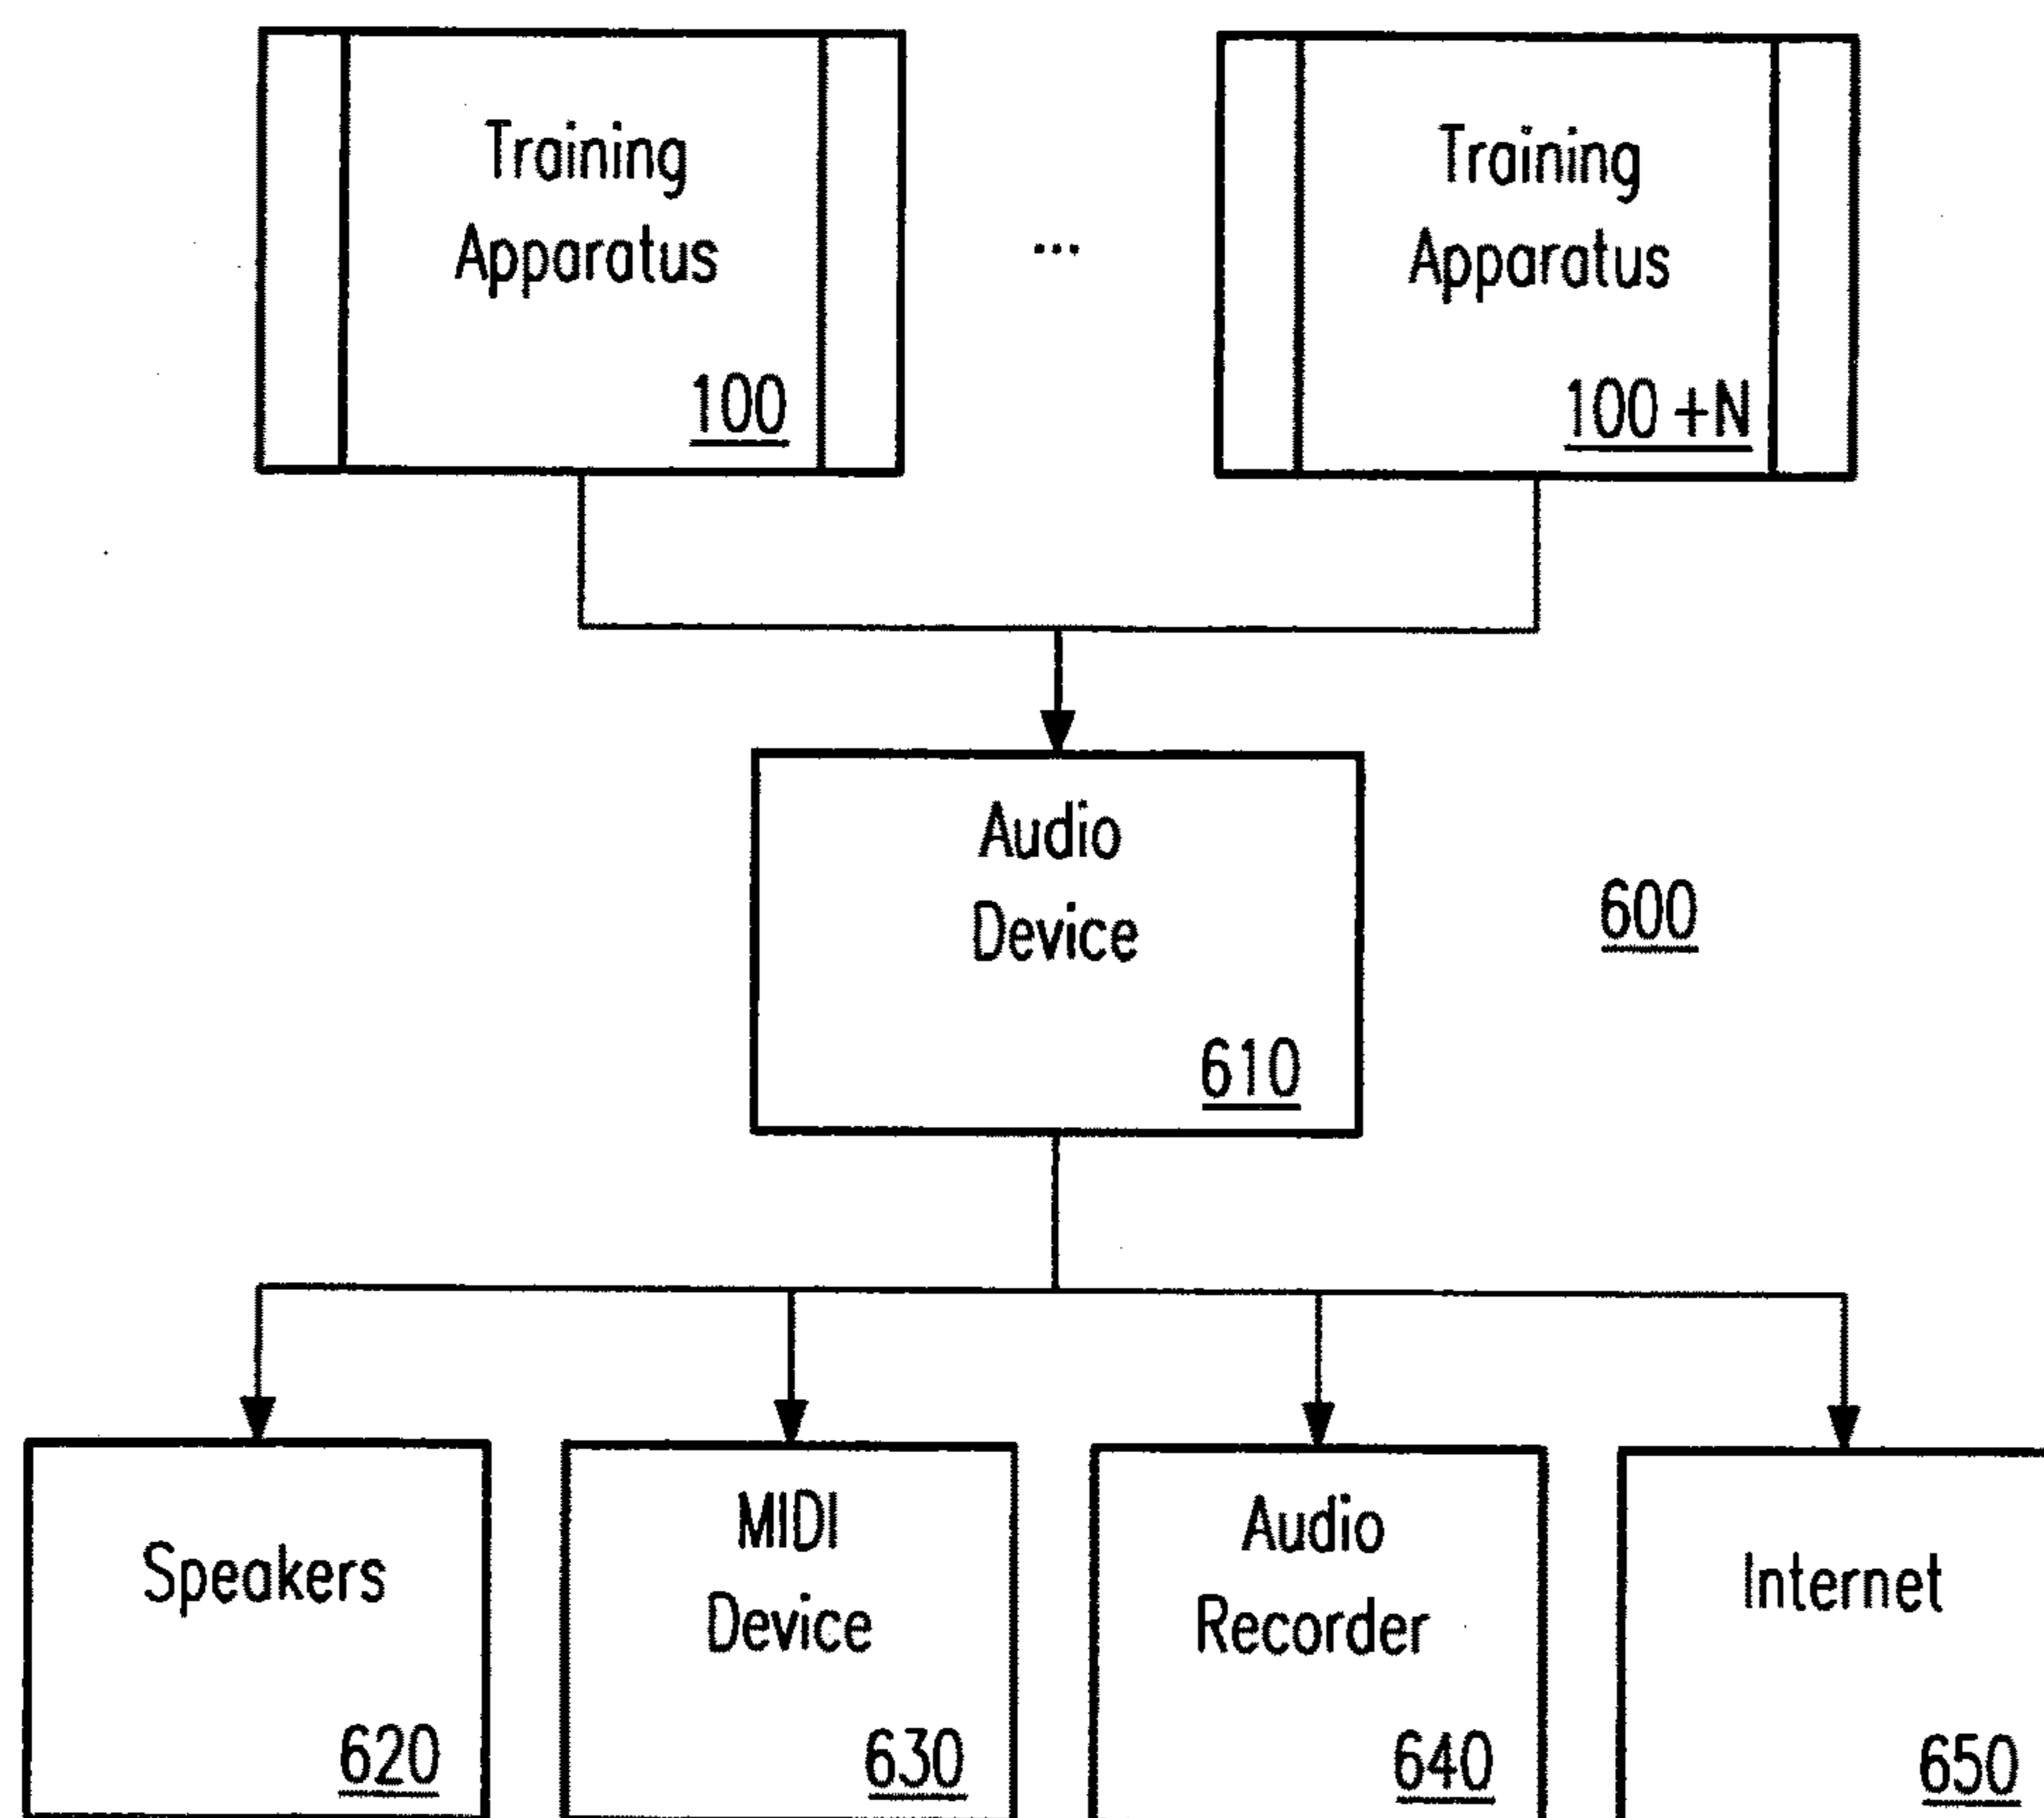 Training
Apparatus
100
...
Training
Apparatus
100 +N
Audio
Device
610
600
Speakers
620
MIDI
Device
630
Audio
Recorder
640
Internet
650